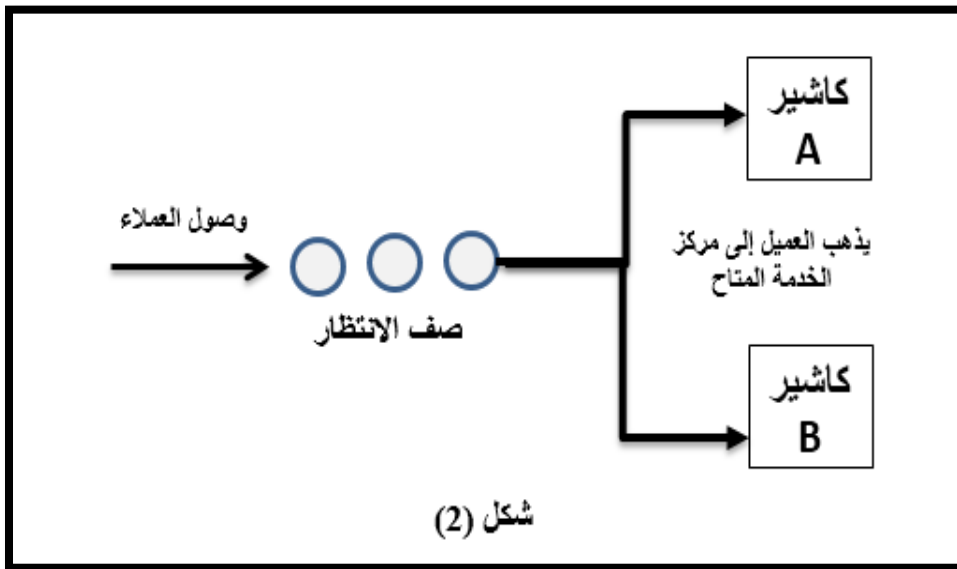 كاشير
A
وصول العملاء
يذهب العميل إلى مركز
الخدمة المتاح
صف الانتظار
كاشير
B
شكل (2)